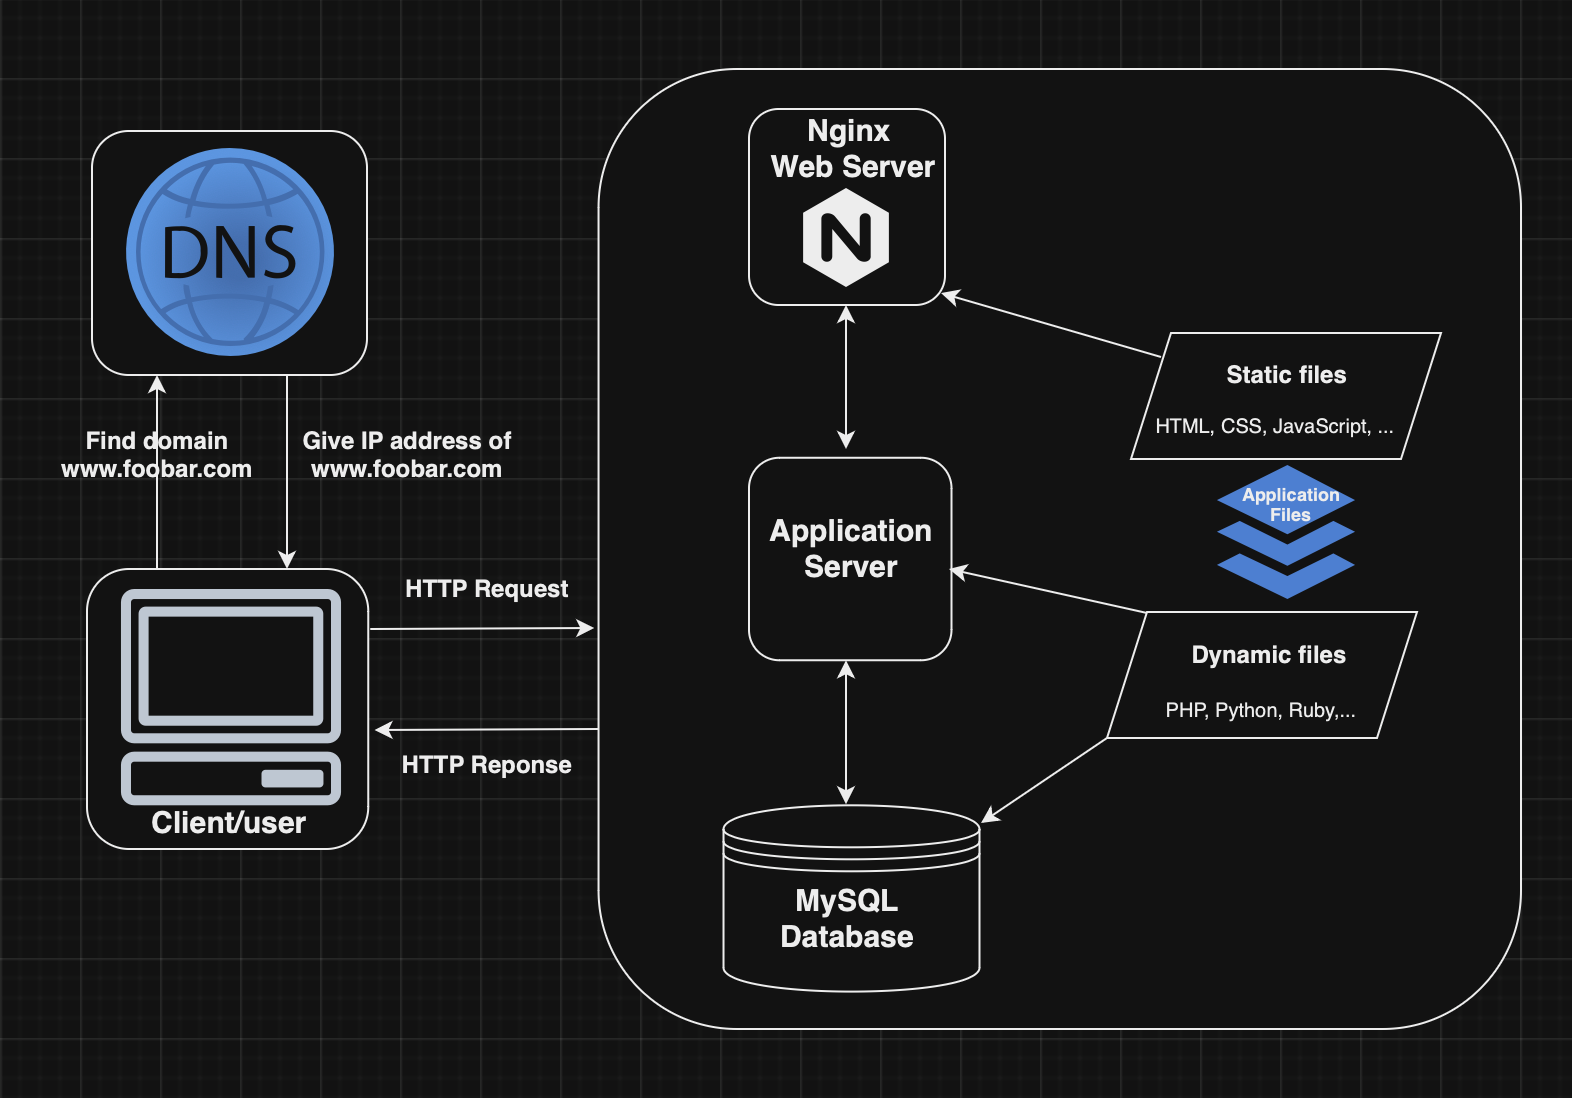 DNS
Find domain
www.foobar.com
Give IP address of
www.foobar.com
Client/user
HTTP Request
HTTP Reponse
Nginx
Web Server
N
Application
Server
MySQL
Database
Static files
HTML, CSS, JavaScript, ...
Application
Files
Dynamic files
PHP, Python, Ruby,...